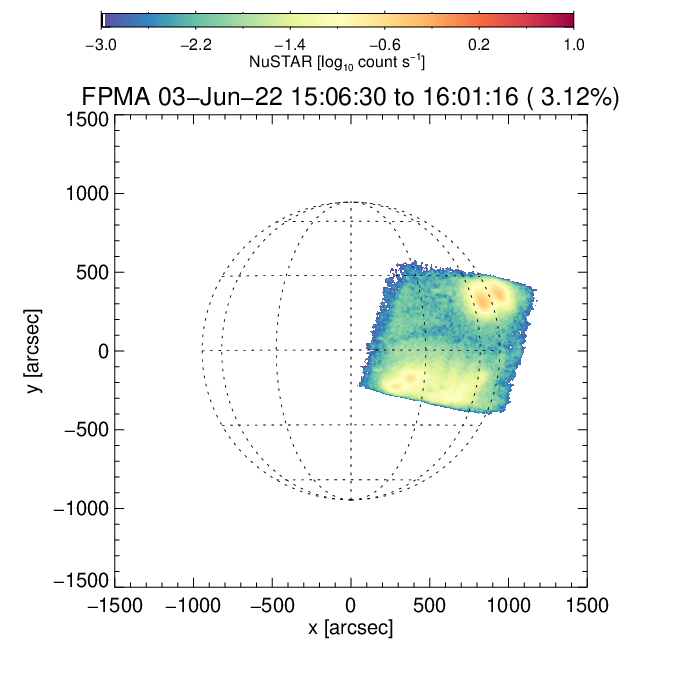 −3.0 −2.2 −1.4 −0.6 0.2 1.0
NuSTAR [log₁₀ count s⁻¹]
FPMA 03−Jun−22 15:06:30 to 16:01:16 ( 3.12%)
1500
1000
500
0
−500
−1000
−1500
y [arcsec]
−1500 −1000 −500 0 500 1000 1500
x [arcsec]